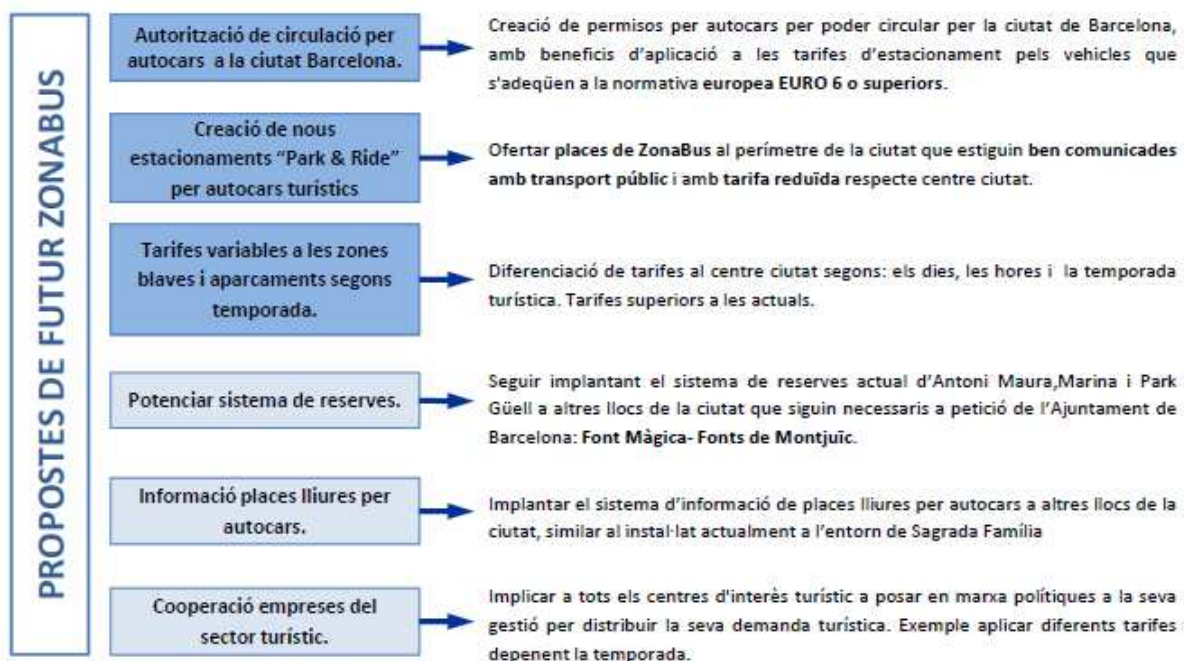 PROPOSTES DE FUTUR ZONABUS
Autorització de circulació per
autocars a la ciutat Barcelona.
Creació de permisos per autocars per poder circular per la ciutat de Barcelona,
amb beneficis d'aplicació a les tarifes d'estacionament pels vehicles que
s'adeqüen a la normativa europea EURO 6 o superiors.
Creació de nous
estacionaments "Park & Ride"
per autocars turístics
Ofertar places de ZonaBus al perímetre de la ciutat que estiguin ben comunicades
amb transport públic i amb tarifa reduïda respecte centre ciutat.
Tarifes variables a les zones
blaves i aparcaments segons
temporada.
Diferenciació de tarifes al centre ciutat segons: els dies, les hores i la temporada
turística. Tarifes superiors a les actuals.
Potenciar sistema de reserves.
Seguir implantant el sistema de reserves actual d'Antoni Maura,Marina i Park
Güell a altres llocs de la ciutat que siguin necessaris a petició de l'Ajuntament de
Barcelona: Font Màgica- Fonts de Montjuïc.
Informació places lliures per
autocars.
Implantar el sistema d'informació de places lliures per autocars a altres llocs de la
ciutat, similar al instal·lat actualment a l'entorn de Sagrada Família
Cooperació empreses del
sector turístic.
Implicar a tots els centres d'interès turístic a posar en marxa polítiques a la seva
gestió per distribuir la seva demanda turística. Exemple aplicar diferents tarifes
depenent la temporada.